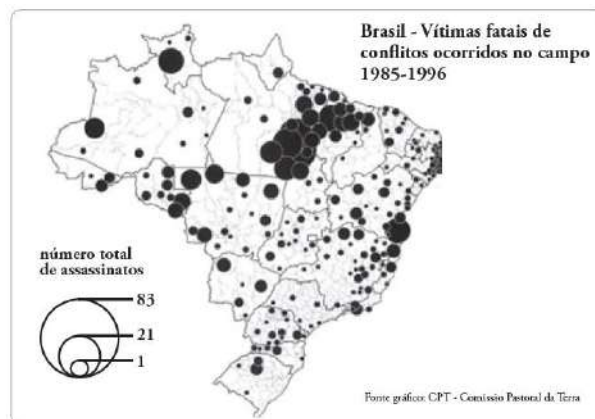 Brasil - Vítimas fatais de
conflitos ocorridos no campo
1985-1996
número total
de assassinatos
83
21
1
Fonte gráfico: CPT - Comissão Pastoral da Terra